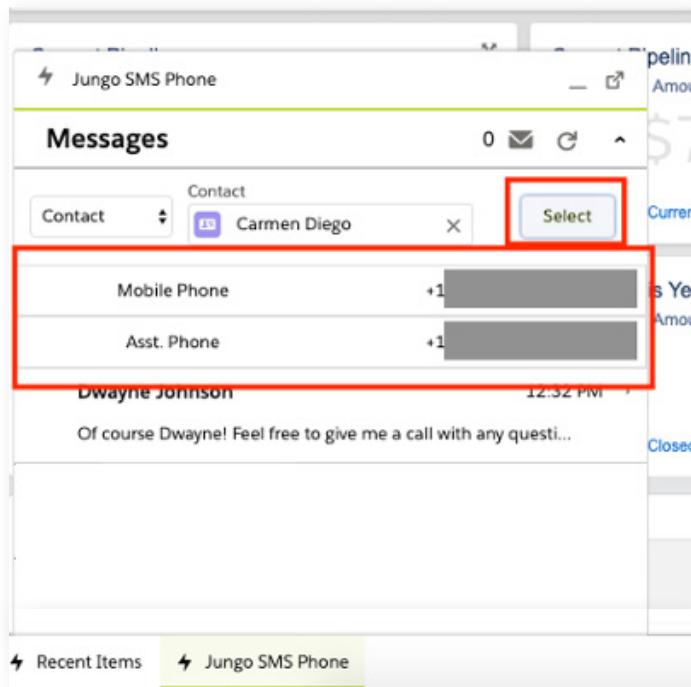 Jungo SMS Phone
Messages
0
Contact
Contact
Carmen Diego
Select
Mobile Phone +1
Asst. Phone +1
Dwayne Johnson 12:32 PM
Of course Dwayne! Feel free to give me a call with any questi...
Recent Items
Jungo SMS Phone